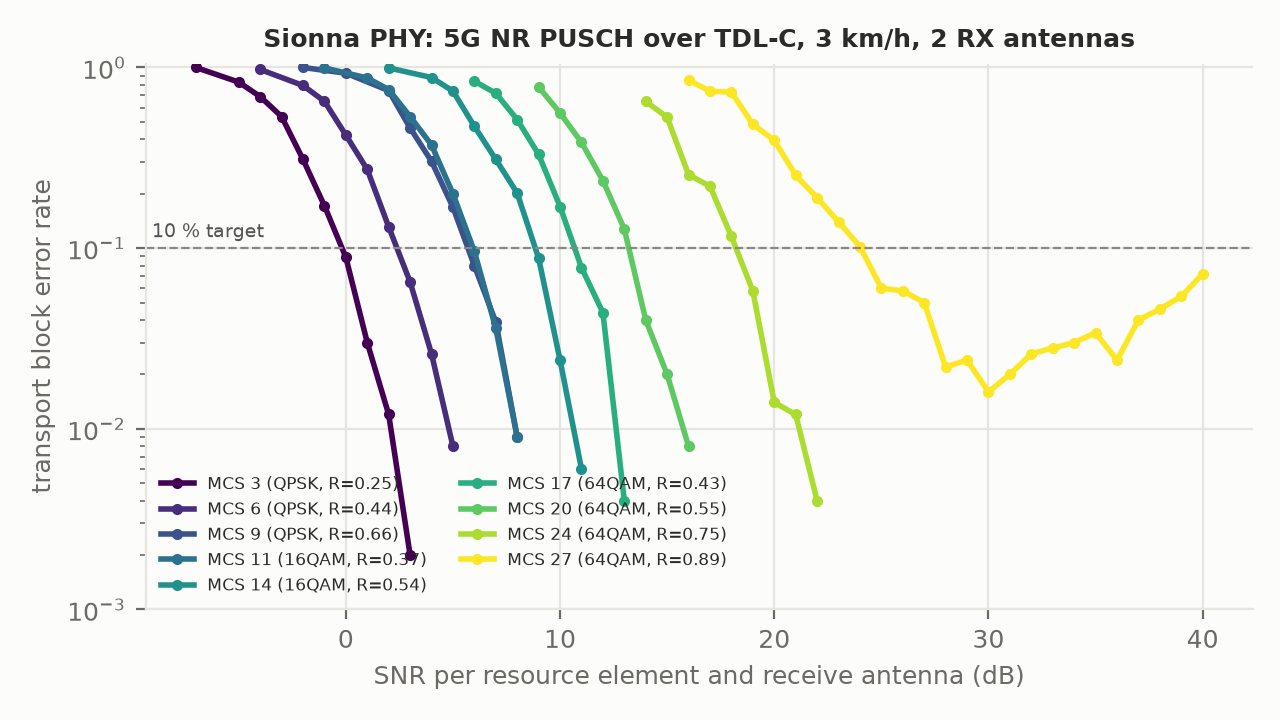 Sionna PHY: 5G NR PUSCH over TDL-C, 3 km/h, 2 RX antennas
transport block error rate
10⁰
10⁻¹
10⁻²
10⁻³
10 % target
MCS 3 (QPSK, R=0.25)
MCS 6 (QPSK, R=0.44)
MCS 9 (QPSK, R=0.66)
MCS 11 (16QAM, R=0.37)
MCS 14 (16QAM, R=0.54)
MCS 17 (64QAM, R=0.43)
MCS 20 (64QAM, R=0.55)
MCS 24 (64QAM, R=0.75)
MCS 27 (64QAM, R=0.89)
0 10 20 30 40
SNR per resource element and receive antenna (dB)